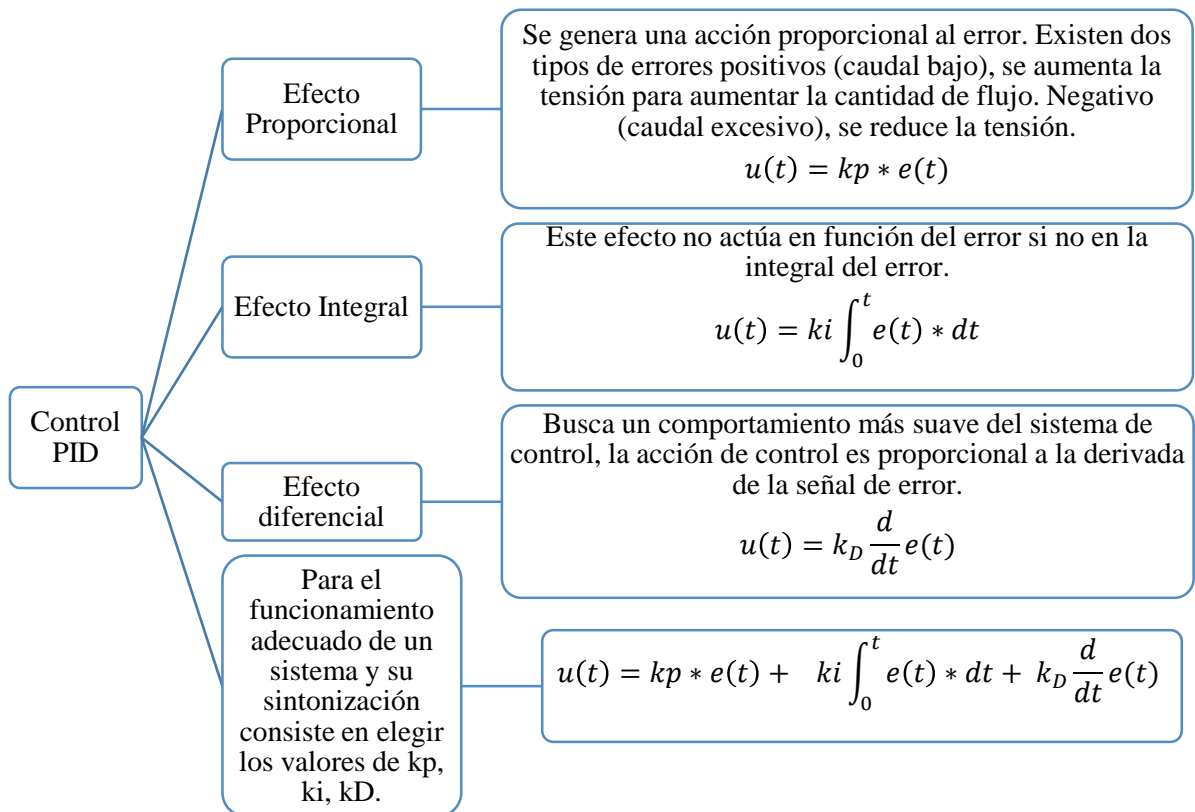 Control
PID
Efecto
Proporcional
Se genera una acción proporcional al error. Existen dos
tipos de errores positivos (caudal bajo), se aumenta la
tensión para aumentar la cantidad de flujo. Negativo
(caudal excesivo), se reduce la tensión.
u(t) = kp * e(t)
Efecto Integral
Este efecto no actúa en función del error si no en la
integral del error.
u(t) = ki ∫₀ᵗ e(t) * dt
Efecto
diferencial
Busca un comportamiento más suave del sistema de
control, la acción de control es proporcional a la derivada
de la señal de error.
u(t) = k_D d/dt e(t)
Para el
funcionamiento
adecuado de un
sistema y su
sintonización
consiste en elegir
los valores de kp,
ki, kD.
u(t) = kp * e(t) + ki ∫₀ᵗ e(t) * dt + k_D d/dt e(t)